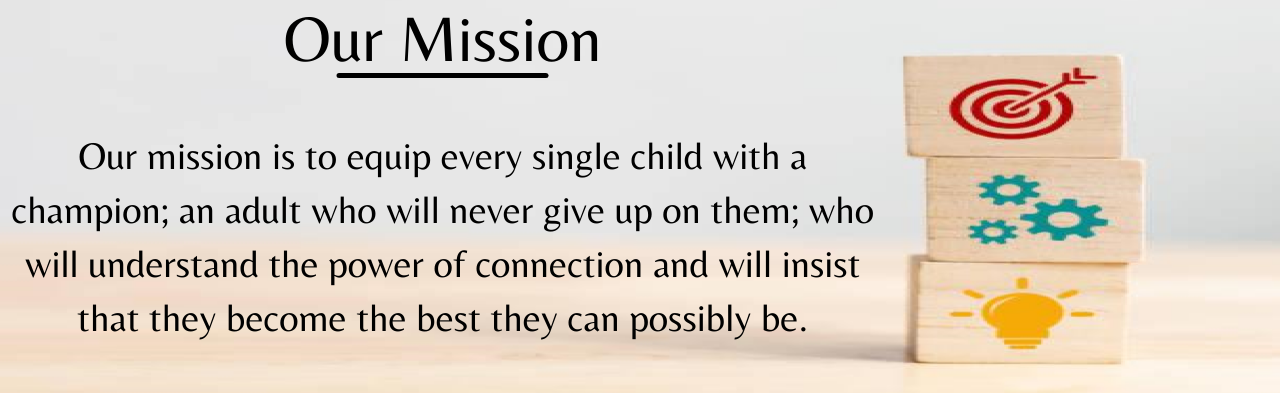 Our Mission
Our mission is to equip every single child with a
champion; an adult who will never give up on them; who
will understand the power of connection and will insist
that they become the best they can possibly be.